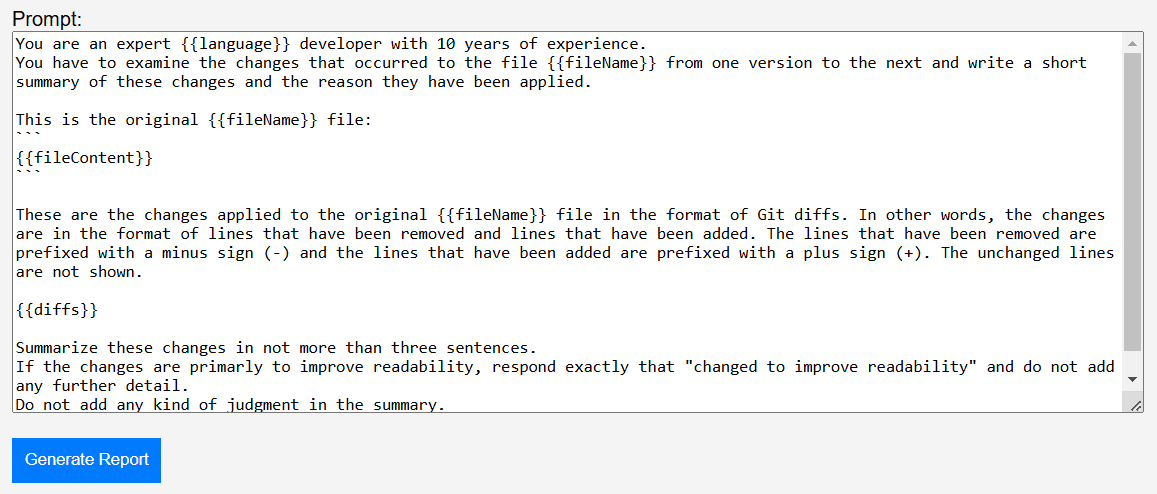 Prompt:
You are an expert {{language}} developer with 10 years of experience.
You have to examine the changes that occurred to the file {{fileName}} from one version to the next and write a short
summary of these changes and the reason they have been applied.
This is the original {{fileName}} file:
```
{{fileContent}}
```
These are the changes applied to the original {{fileName}} file in the format of Git diffs. In other words, the changes
are in the format of lines that have been removed and lines that have been added. The lines that have been removed are
prefixed with a minus sign (-) and the lines that have been added are prefixed with a plus sign (+). The unchanged lines
are not shown.
{{diffs}}
Summarize these changes in not more than three sentences.
If the changes are primarly to improve readability, respond exactly that "changed to improve readability" and do not add
any further detail.
Do not add any kind of judgment in the summary.
Generate Report